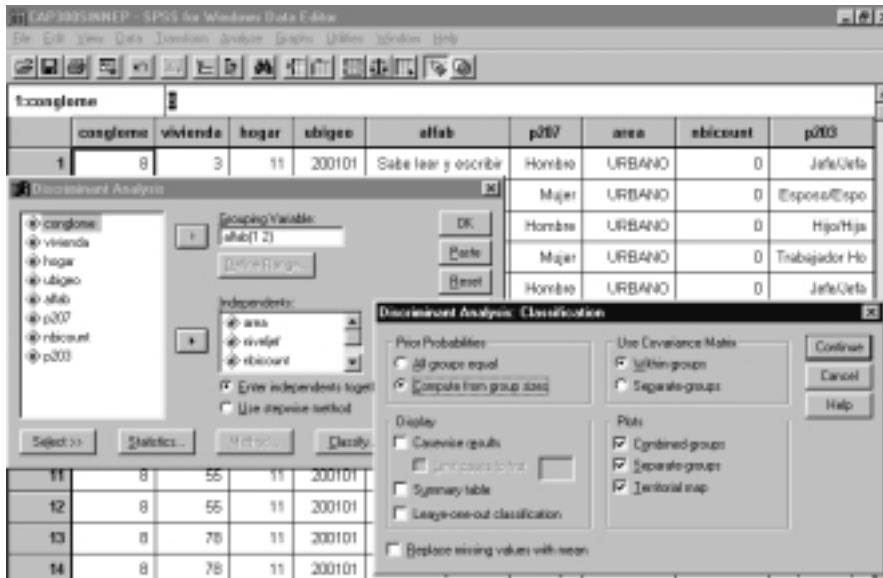 CAP300SINNEP - SPSS for Windows Data Editor
File Edit View Data Transform Analyze Graphs Utilities Window Help
1:conglome 8
conglome vivienda hogar ubigeo alfab p207 area nbicount p203
1 8 3 11 200101 Sabe leer y escribir Hombre URBANO 0 Jefe/Jefa
Mujer URBANO 0 Esposa/Espo
Hombre URBANO 0 Hijo/Hija
Mujer URBANO 0 Trabajador Ho
Hombre URBANO 0 Jefe/Jefa
Discriminant Analysis
conglome
vivienda
hogar
ubigeo
alfab
p207
nbicount
p203
Grouping Variable:
alfab(1 2)
Define Range...
Independents:
area
niveljef
nbicount
Enter independents toget
Use stepwise method
OK
Paste
Reset
Select >> Statistics... Method... Classify...
Discriminant Analysis: Classification
Prior Probabilities
All groups equal
Compute from group sizes
Use Covariance Matrix
Within-groups
Separate-groups
Continue
Cancel
Help
Display
Casewise results
Limit cases to first
Summary table
Leave-one-out classification
Plots
Combined-groups
Separate-groups
Territorial map
Replace missing values with mean
11 8 55 11 200101
12 8 55 11 200101
13 8 78 11 200101
14 8 78 11 200101